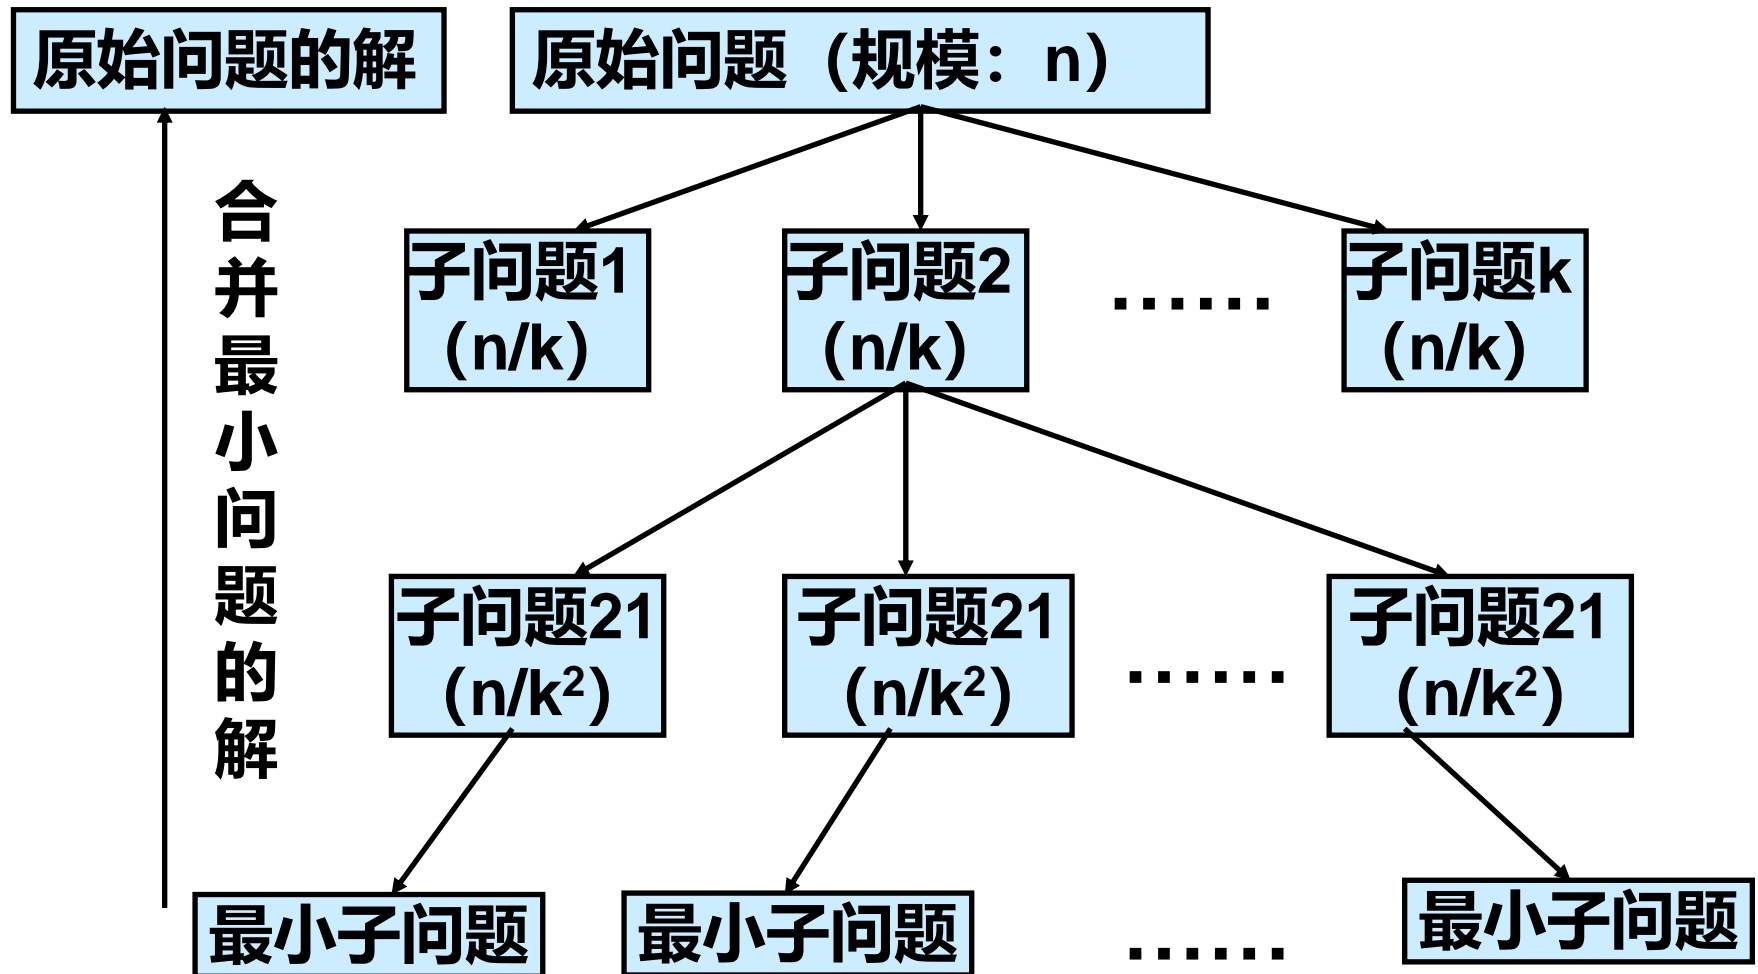 原始问题的解
原始问题（规模：n）
合并最小问题的解
子问题1
（n/k）
子问题2
（n/k）
……
子问题k
（n/k）
子问题21
（n/k²）
子问题21
（n/k²）
……
子问题21
（n/k²）
最小子问题
最小子问题
……
最小子问题